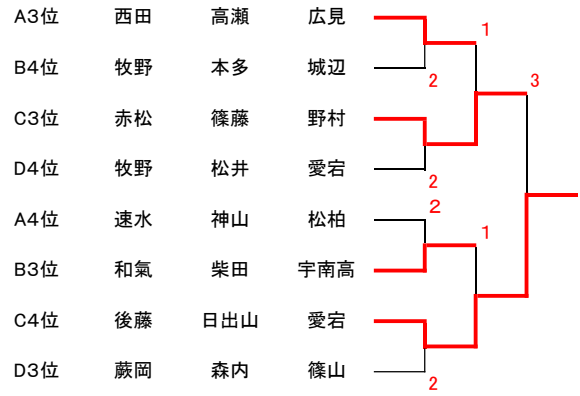 A3位 西田 高瀬 広見
1
B4位 牧野 本多 城辺
2
3
C3位 赤松 篠藤 野村
D4位 牧野 松井 愛宕
2
A4位 速水 神山 松柏
2
1
B3位 和氣 柴田 宇南高
C4位 後藤 日出山 愛宕
D3位 蕨岡 森内 篠山
2